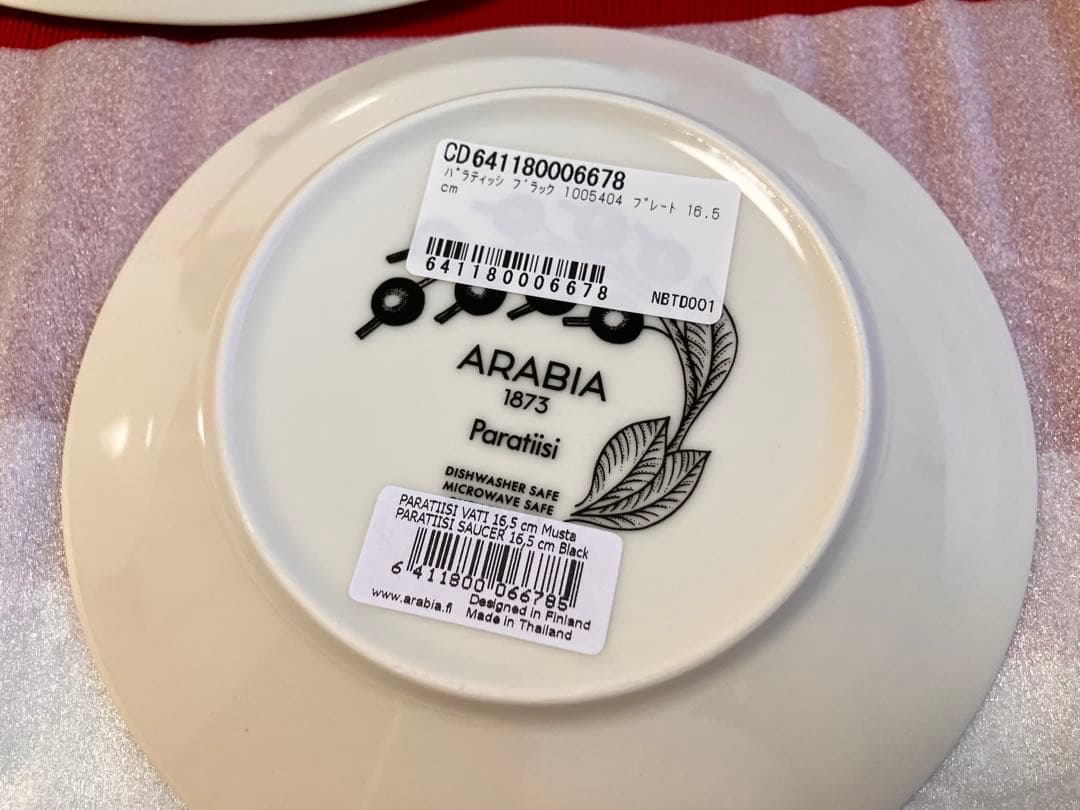 CD641180006678
パラティッシ ブラック 1005404 プレート 16.5
cm
641180006678
NBTD001
ARABIA
1873
Paratiisi
DISHWASHER SAFE
MICROWAVE SAFE
PARATIISI VATI 16,5 cm Musta
PARATIISI SAUCER 16,5 cm Black
6 411800 066785
www.arabia.fi
Designed in Finland
Made in Thailand